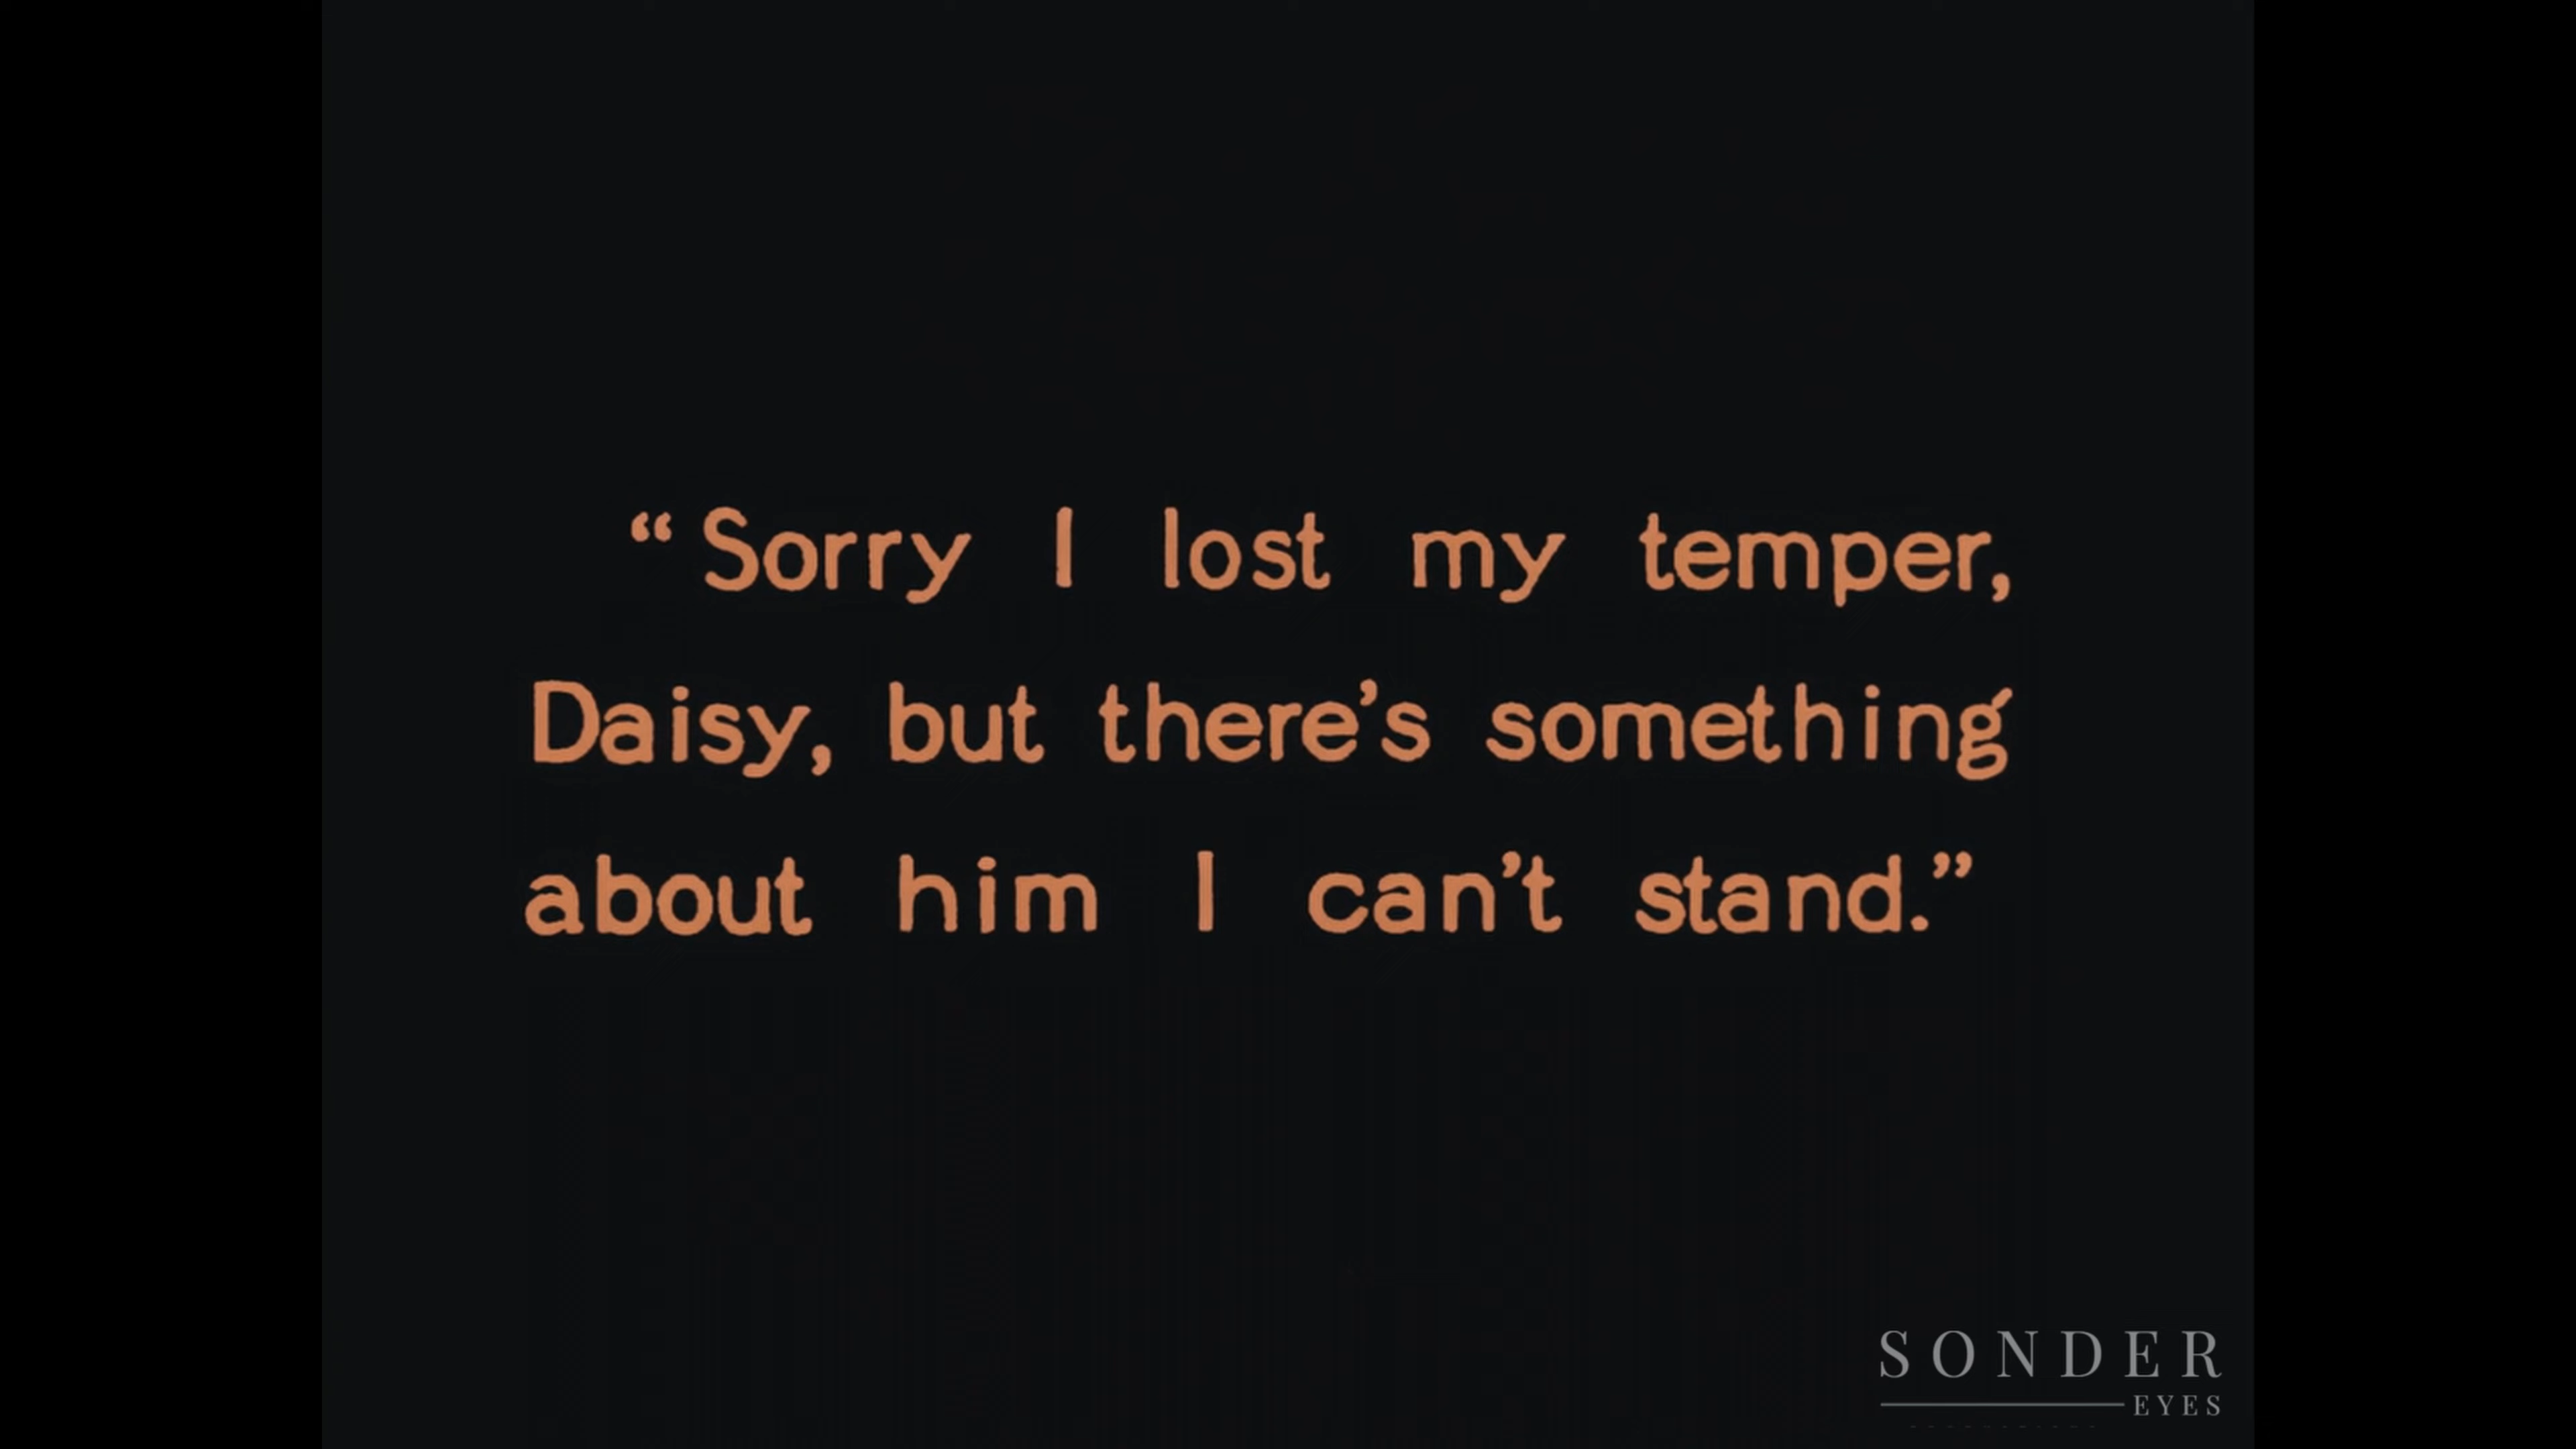 “Sorry I lost my temper,
Daisy, but there’s something
about him I can’t stand.”
SONDER
EYES